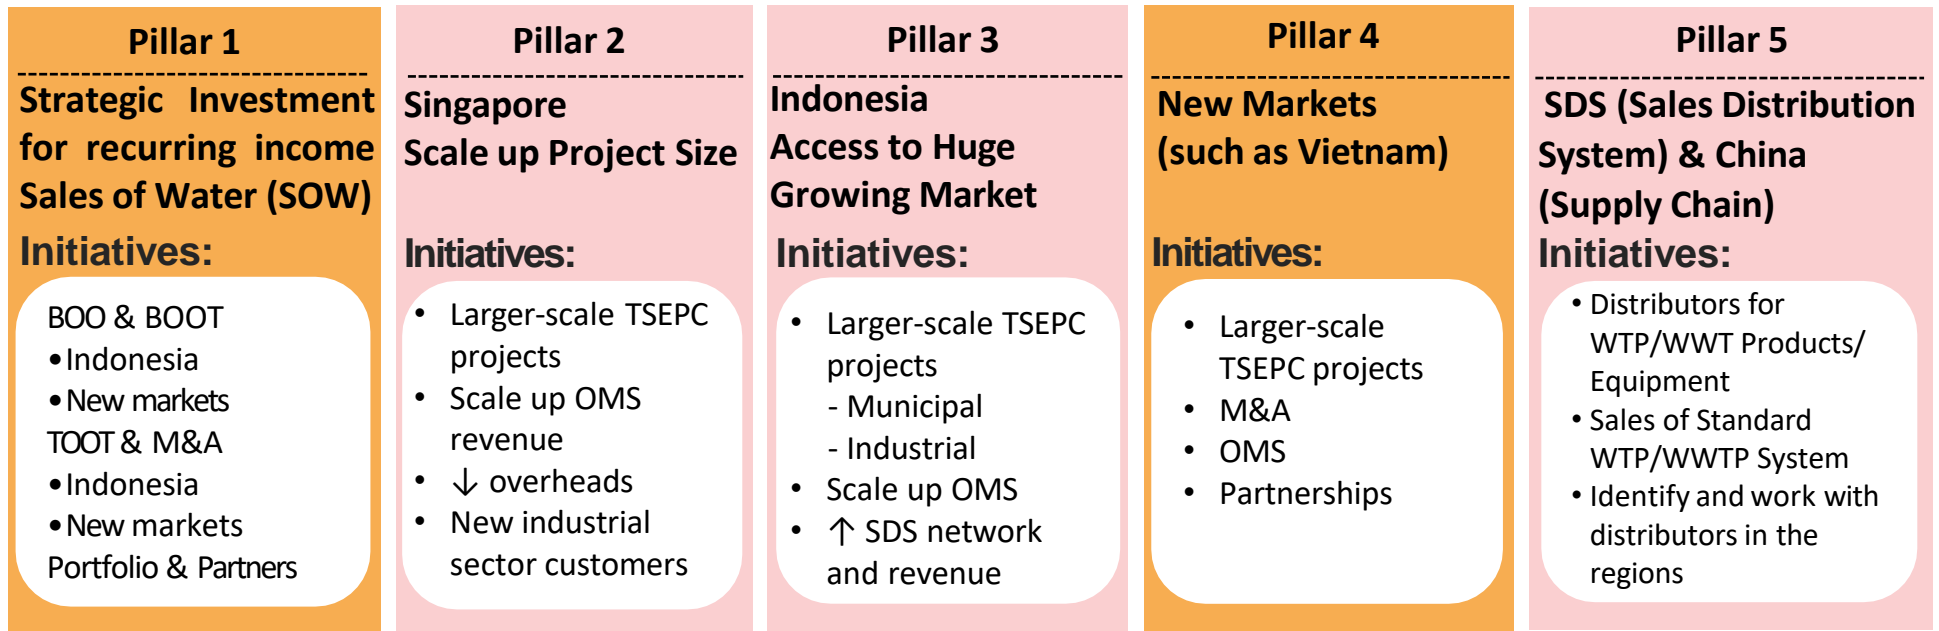 Pillar 1
Strategic Investment
for recurring income
Sales of Water (SOW)
Initiatives:
BOO & BOOT
•Indonesia
•New markets
TOOT & M&A
•Indonesia
•New markets
Portfolio & Partners
Pillar 2
Singapore
Scale up Project Size
Initiatives:
• Larger-scale TSEPC
projects
• Scale up OMS
revenue
• ↓ overheads
• New industrial
sector customers
Pillar 3
Indonesia
Access to Huge
Growing Market
Initiatives:
• Larger-scale TSEPC
projects
- Municipal
- Industrial
• Scale up OMS
• ↑ SDS network
and revenue
Pillar 4
New Markets
(such as Vietnam)
Initiatives:
• Larger-scale
TSEPC projects
• M&A
• OMS
• Partnerships
Pillar 5
SDS (Sales Distribution
System) & China
(Supply Chain)
Initiatives:
• Distributors for
WTP/WWT Products/
Equipment
• Sales of Standard
WTP/WWTP System
• Identify and work with
distributors in the
regions